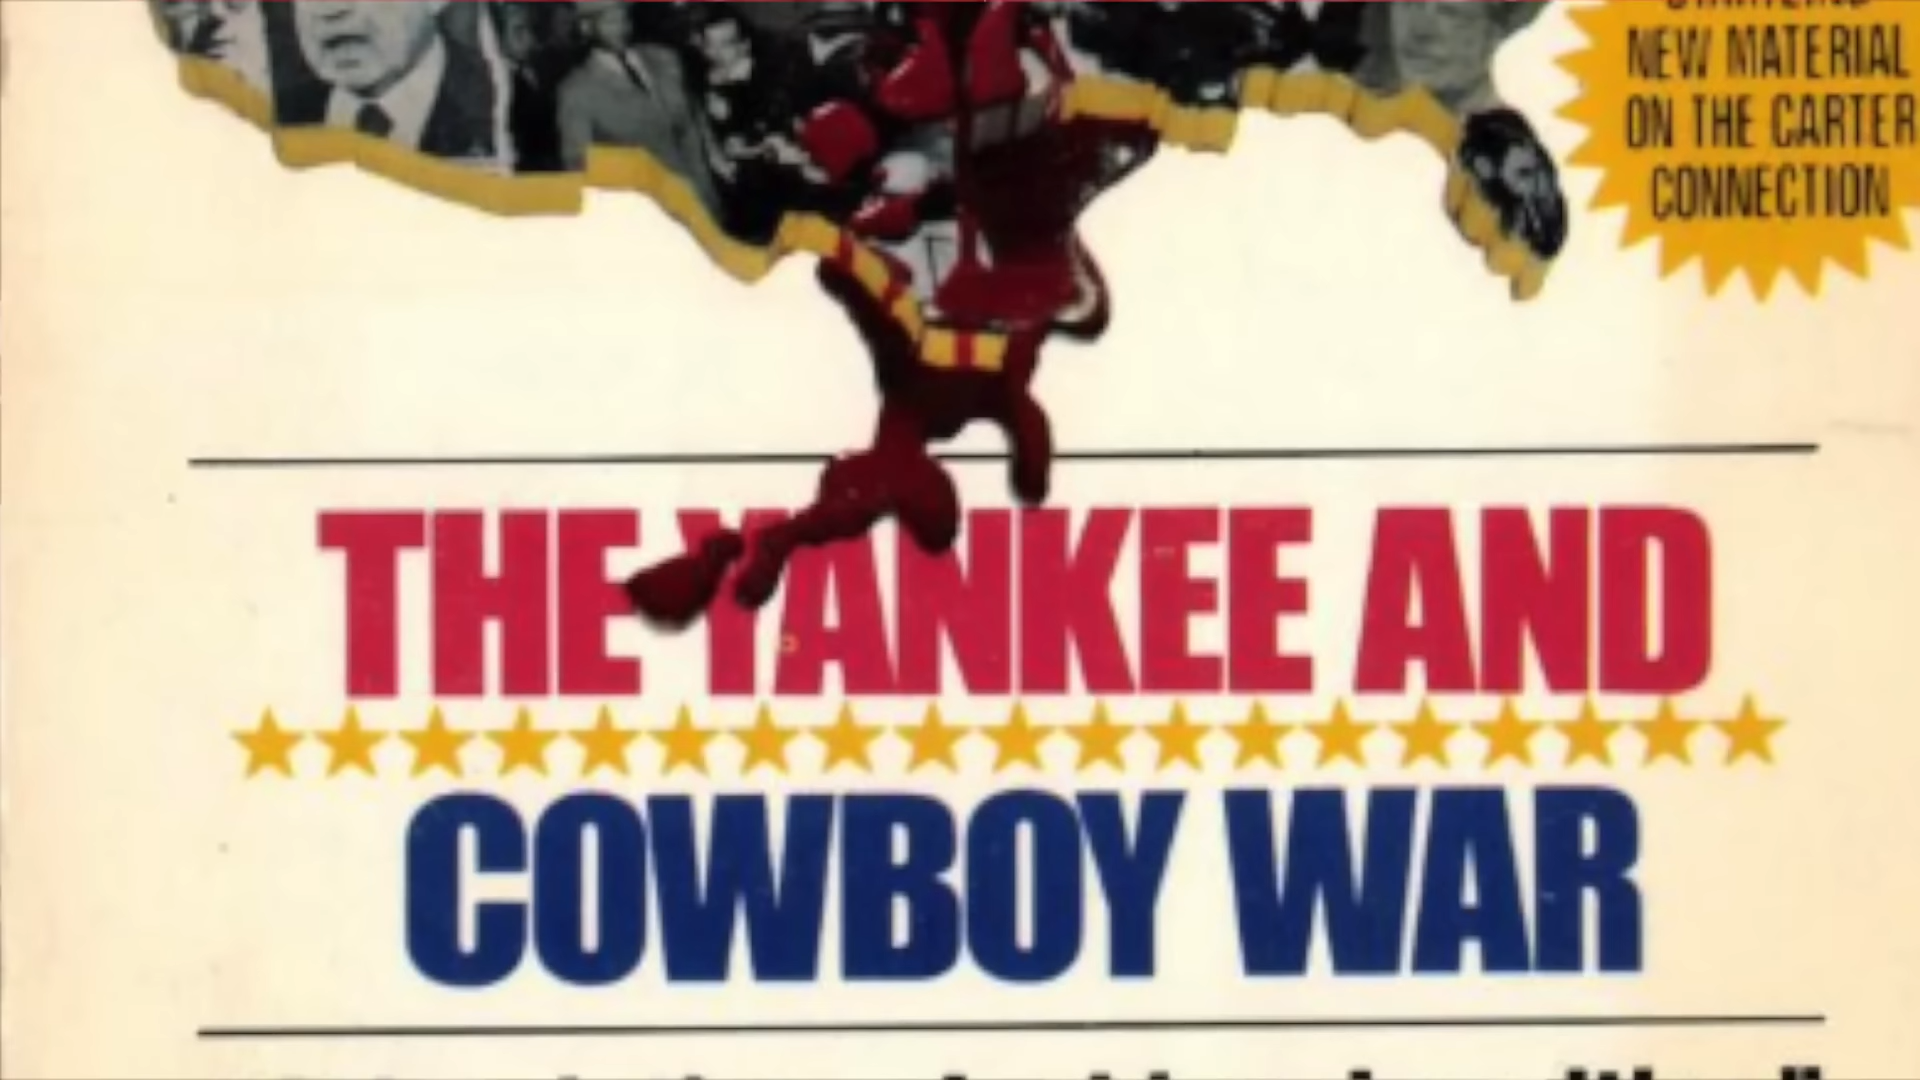 NEW MATERIAL
ON THE CARTER
CONNECTION
THE YANKEE AND
COWBOY WAR